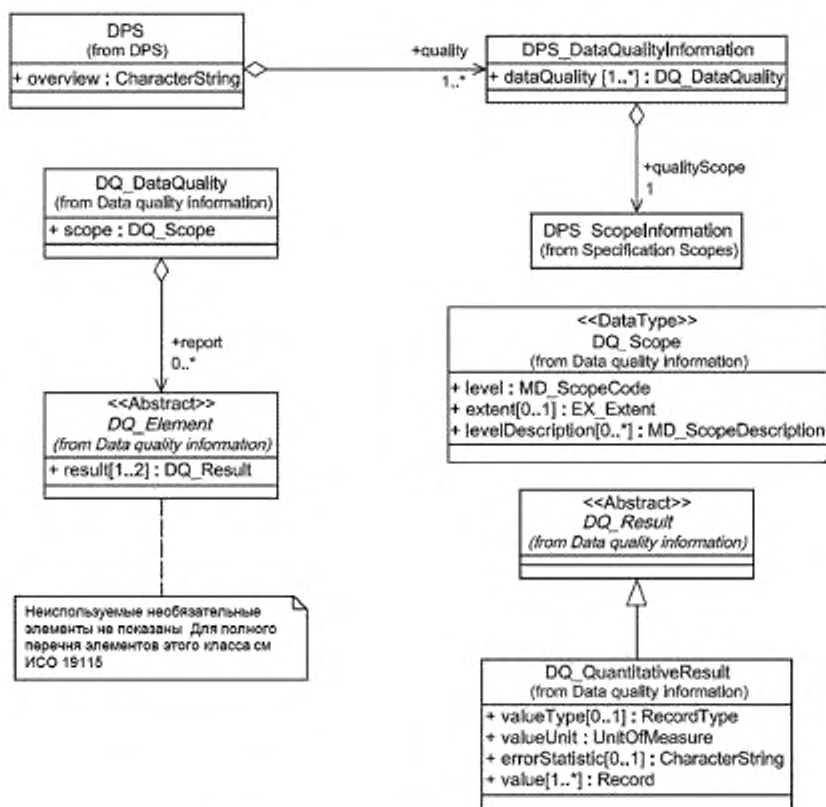 DPS
(from DPS)
+ overview : CharacterString
+quality
1..*
DPS_DataQualityInformation
+ dataQuality [1..*] : DQ_DataQuality
+qualityScope
1
DPS_ScopeInformation
(from Specification Scopes)
DQ_DataQuality
(from Data quality information)
+ scope : DQ_Scope
+report
0..*
<<Abstract>>
DQ_Element
(from Data quality information)
+ result[1..2] : DQ_Result
Неиспользуемые необязательные
элементы не показаны Для полного
перечня элементов этого класса см
ИСО 19115
<<DataType>>
DQ_Scope
(from Data quality information)
+ level : MD_ScopeCode
+ extent[0..1] : EX_Extent
+ levelDescription[0..*] : MD_ScopeDescription
<<Abstract>>
DQ_Result
(from Data quality information)
DQ_QuantitativeResult
(from Data quality information)
+ valueType[0..1] : RecordType
+ valueUnit : UnitOfMeasure
+ errorStatistic[0..1] : CharacterString
+ value[1..*] : Record